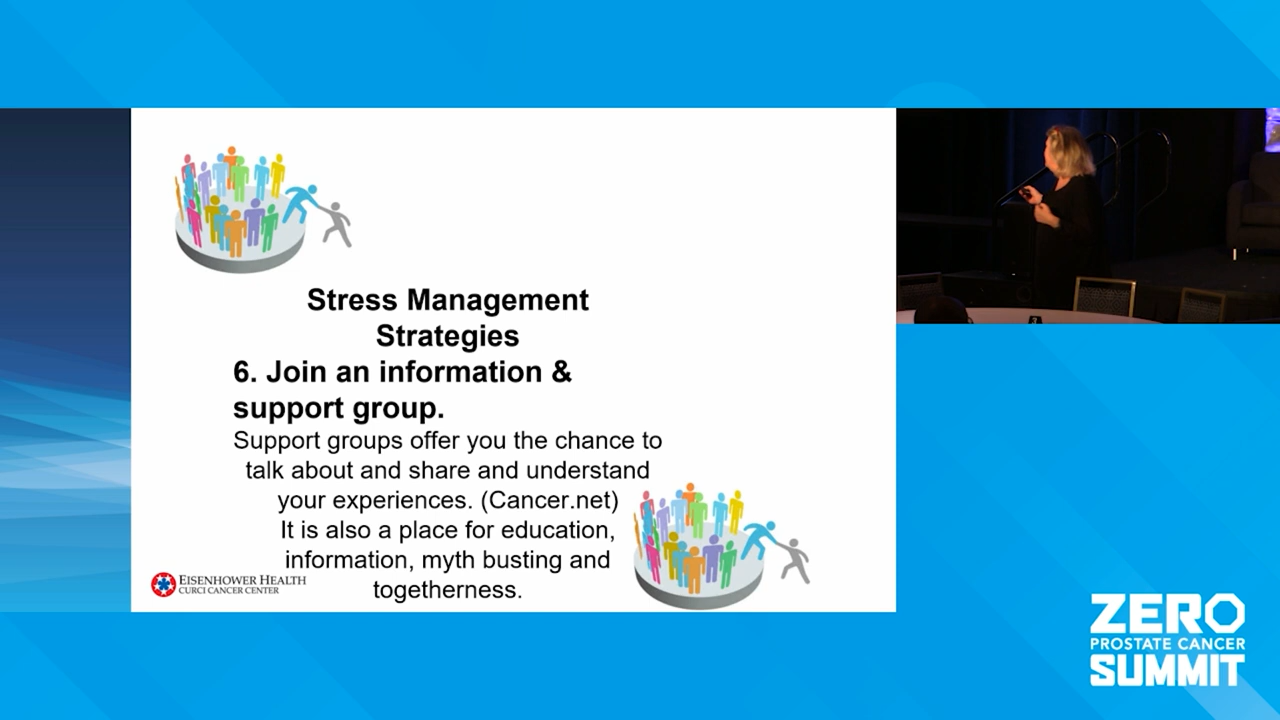 Stress Management
Strategies
6. Join an information &
support group.
Support groups offer you the chance to
talk about and share and understand
your experiences. (Cancer.net)
It is also a place for education,
information, myth busting and
togetherness.
EISENHOWER HEALTH
CURCI CANCER CENTER
ZERO
PROSTATE CANCER
SUMMIT